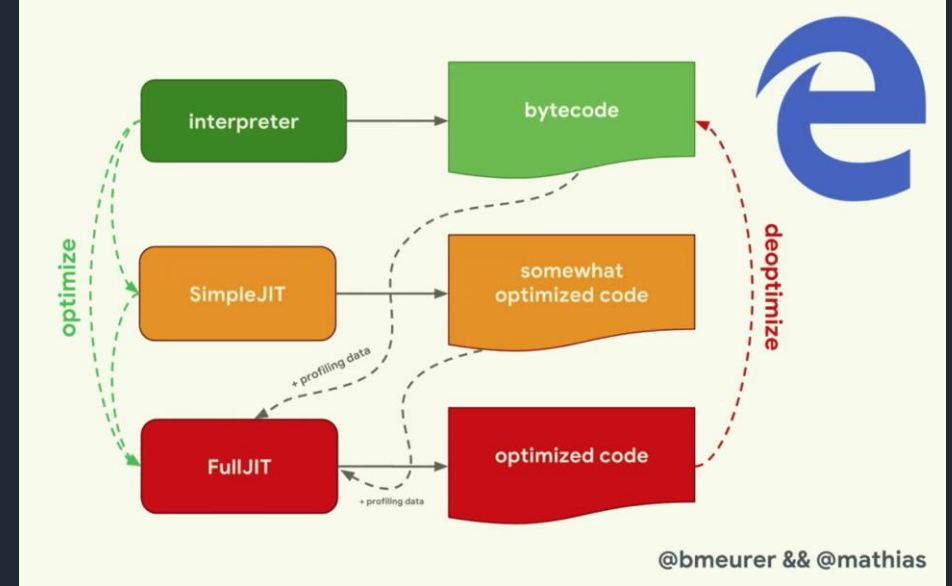 interpreter
bytecode
optimize
deoptimize
SimpleJIT
somewhat
optimized code
+ profiling data
FullJIT
optimized code
+ profiling data
@bmeurer && @mathias